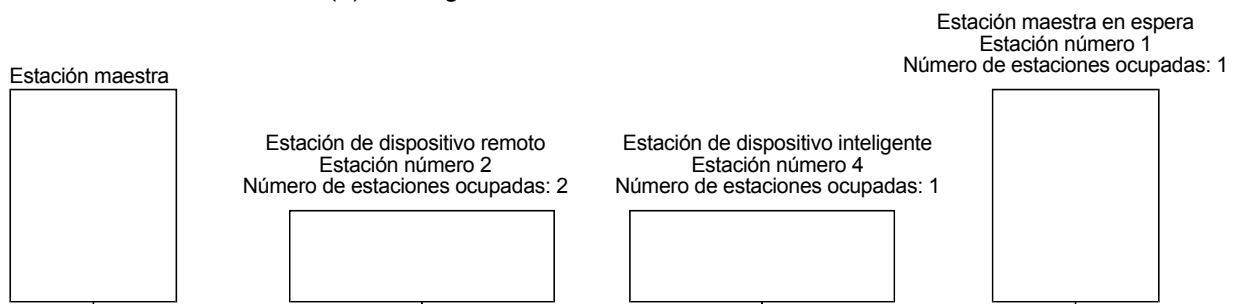 Estación maestra
Estación de dispositivo remoto
Estación número 2
Número de estaciones ocupadas: 2
Estación de dispositivo inteligente
Estación número 4
Número de estaciones ocupadas: 1
Estación maestra en espera
Estación número 1
Número de estaciones ocupadas: 1